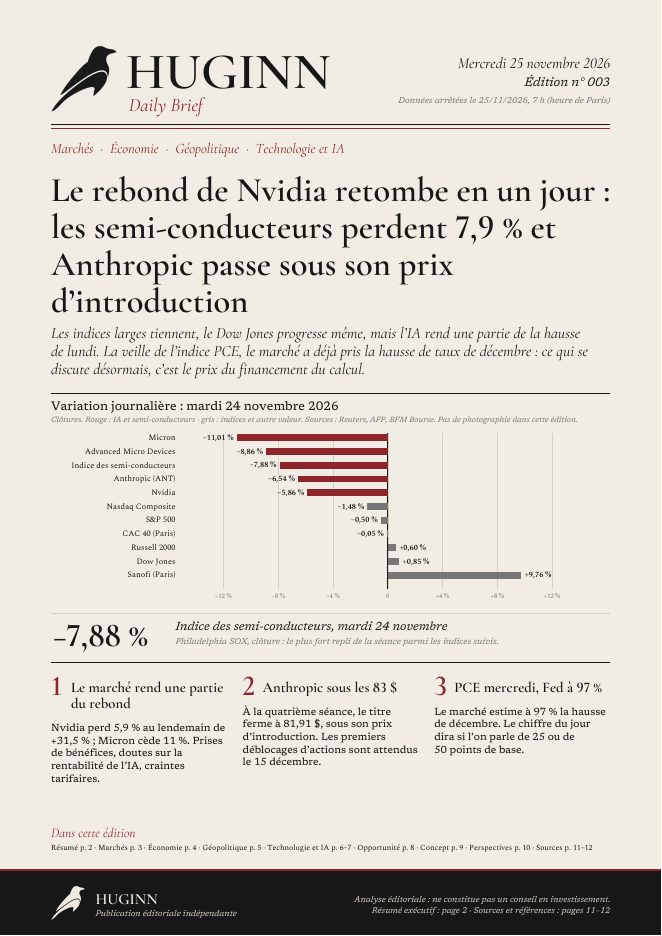 HUGINN
Daily Brief
Mercredi 25 novembre 2026
Édition n° 003
Données arrêtées le 25/11/2026, 7 h (heure de Paris)
Marchés · Économie · Géopolitique · Technologie et IA
Le rebond de Nvidia retombe en un jour :
les semi-conducteurs perdent 7,9 % et
Anthropic passe sous son prix
d’introduction
Les indices larges tiennent, le Dow Jones progresse même, mais l’IA rend une partie de la hausse
de lundi. La veille de l’indice PCE, le marché a déjà pris la hausse de taux de décembre : ce qui se
discute désormais, c’est le prix du financement du calcul.
Variation journalière : mardi 24 novembre 2026
Clôtures. Rouge : IA et semi-conducteurs · gris : indices et autre valeur. Sources : Reuters, AFP, BFM Bourse. Pas de photographie dans cette édition.
Micron −11,01 %
Advanced Micro Devices −8,86 %
Indice des semi-conducteurs −7,88 %
Anthropic (ANT) −6,54 %
Nvidia −5,86 %
Nasdaq Composite −1,48 %
S&P 500 −0,50 %
CAC 40 (Paris) −0,05 %
Russell 2000 +0,60 %
Dow Jones +0,85 %
Sanofi (Paris) +9,76 %
−12 % −8 % −4 % 0 +4 % +8 % +12 %
−7,88 %
Indice des semi-conducteurs, mardi 24 novembre
Philadelphia SOX, clôture : le plus fort repli de la séance parmi les indices suivis.
1 Le marché rend une partie
du rebond
Nvidia perd 5,9 % au lendemain de
+31,5 % ; Micron cède 11 %. Prises
de bénéfices, doutes sur la
rentabilité de l’IA, craintes
tarifaires.
2 Anthropic sous les 83 $
À la quatrième séance, le titre
ferme à 81,91 $, sous son prix
d’introduction. Les premiers
déblocages d’actions sont attendus
le 15 décembre.
3 PCE mercredi, Fed à 97 %
Le marché estime à 97 % la hausse
de décembre. Le chiffre du jour
dira si l’on parle de 25 ou de
50 points de base.
Dans cette édition
Résumé p. 2 · Marchés p. 3 · Économie p. 4 · Géopolitique p. 5 · Technologie et IA p. 6-7 · Opportunité p. 8 · Concept p. 9 · Perspectives p. 10 · Sources p. 11-12
HUGINN
Publication éditoriale indépendante
Analyse éditoriale : ne constitue pas un conseil en investissement.
Résumé exécutif : page 2 · Sources et références : pages 11-12